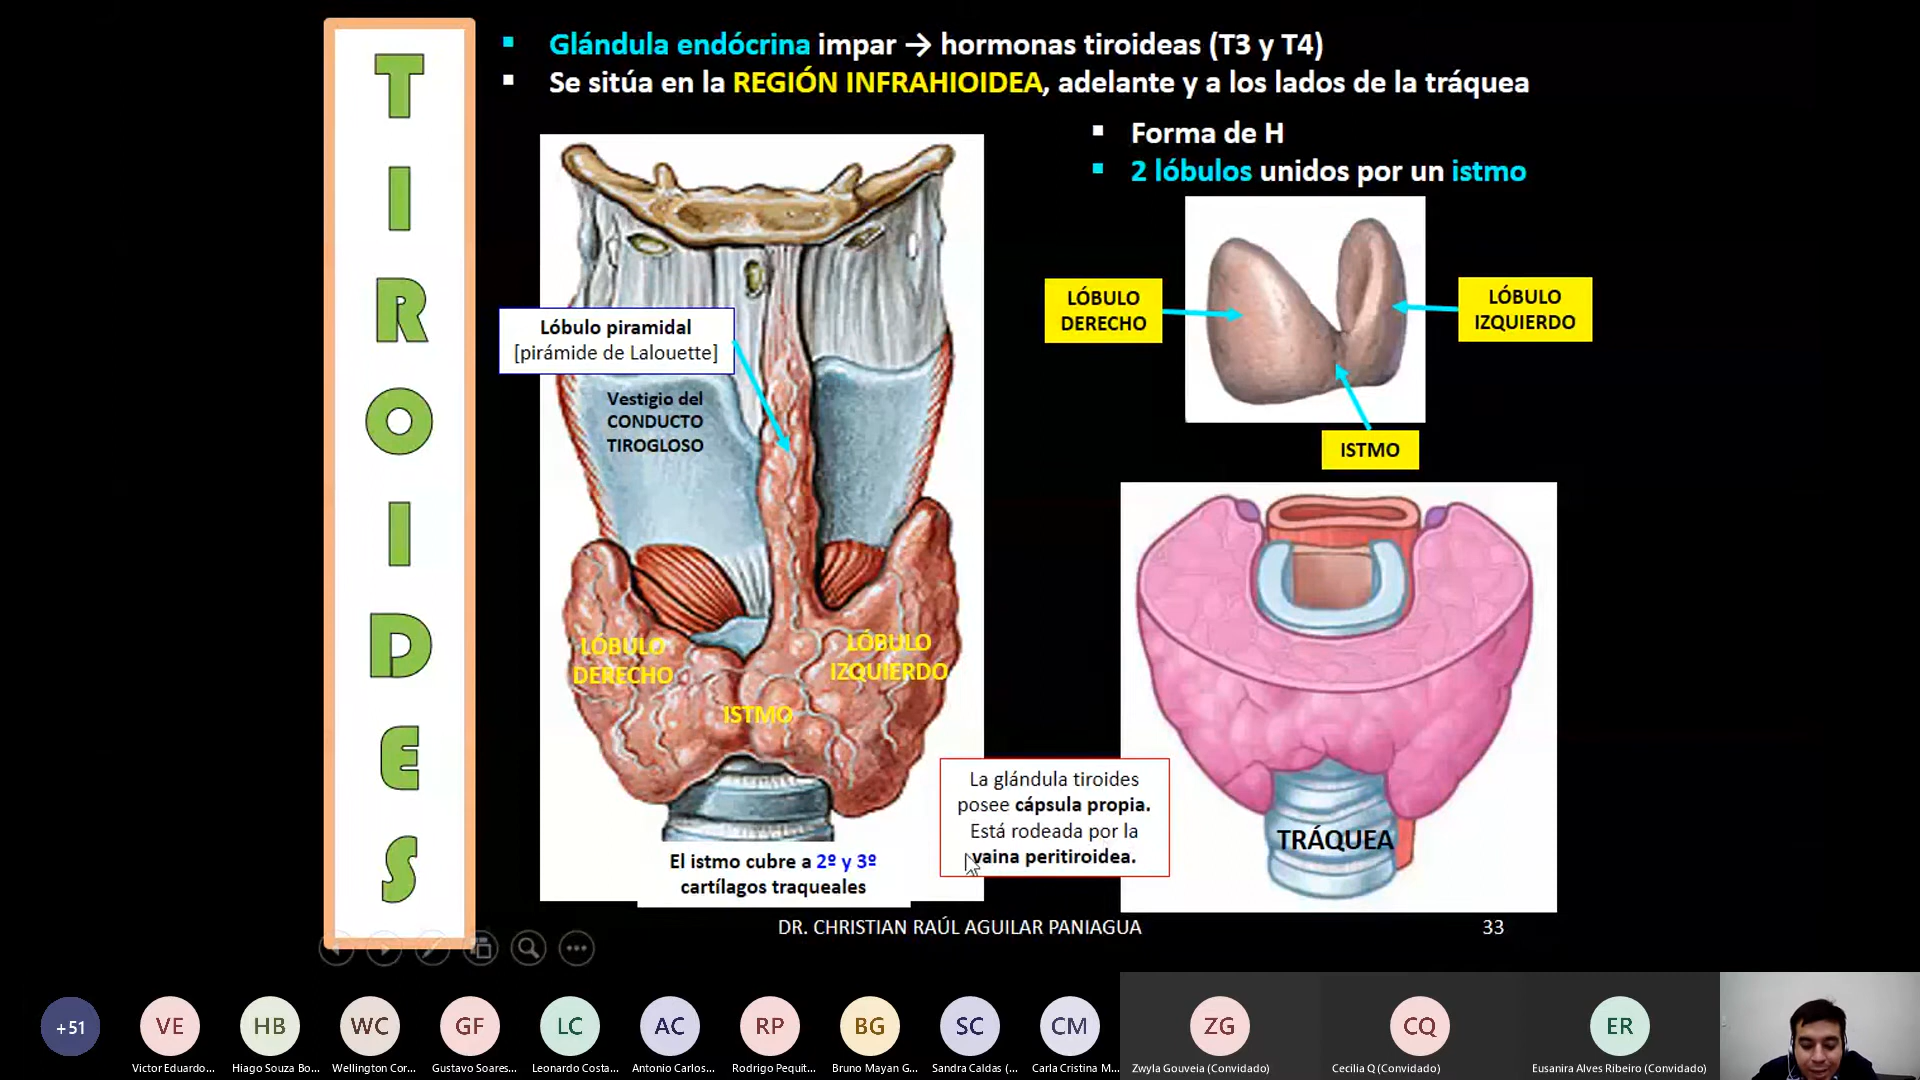 TIROIDES
Glándula endócrina impar → hormonas tiroideas (T3 y T4)
Se sitúa en la REGIÓN INFRAHIOIDEA, adelante y a los lados de la tráquea
Forma de H
2 lóbulos unidos por un istmo
LÓBULO
DERECHO
LÓBULO
IZQUIERDO
ISTMO
Lóbulo piramidal
[pirámide de Lalouette]
Vestigio del
CONDUCTO
TIROGLOSO
LÓBULO
DERECHO
LÓBULO
IZQUIERDO
ISTMO
La glándula tiroides
posee cápsula propia.
Está rodeada por la
vaina peritiroidea.
TRÁQUEA
El istmo cubre a 2º y 3º
cartílagos traqueales
DR. CHRISTIAN RAÚL AGUILAR PANIAGUA
33
+51
VE
HB
WC
GF
LC
AC
RP
BG
SC
CM
ZG
CQ
ER
Victor Eduardo...
Hiago Souza Bo...
Wellington Cor...
Gustavo Soares...
Leonardo Costa...
Antonio Carlos...
Rodrigo Pequit...
Bruno Mayan G...
Sandra Caldas (...
Carla Cristina M...
Zwyla Gouveia (Convidado)
Cecilia Q (Convidado)
Eusanira Alves Ribeiro (Convidado)